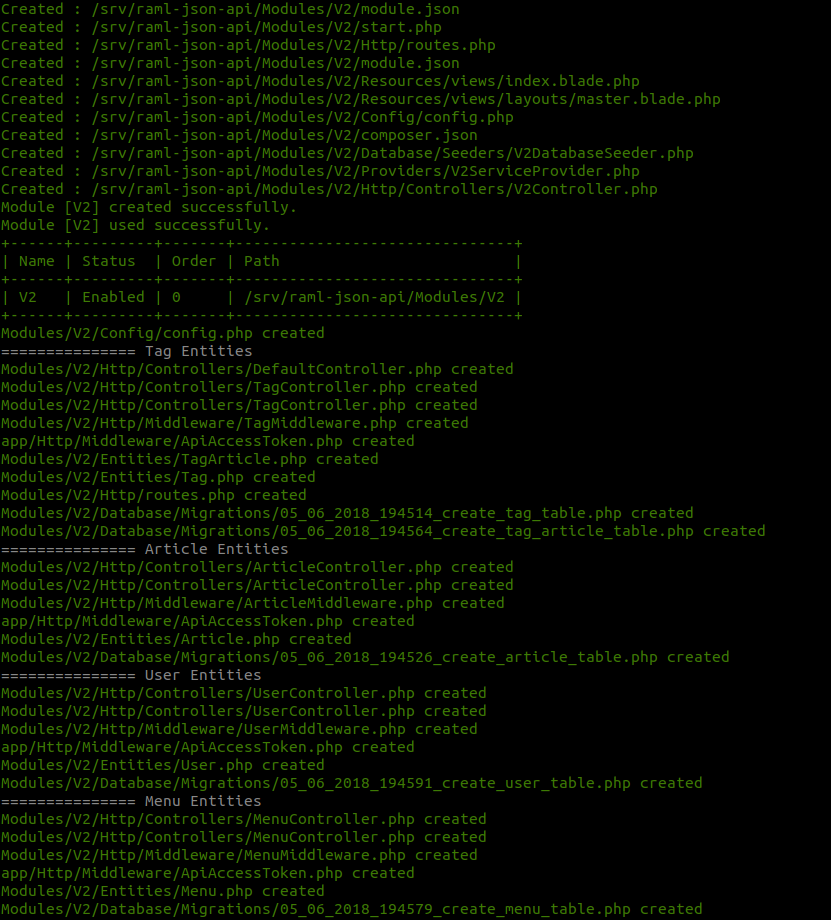 Created : /srv/raml-json-api/Modules/V2/module.json
Created : /srv/raml-json-api/Modules/V2/start.php
Created : /srv/raml-json-api/Modules/V2/Http/routes.php
Created : /srv/raml-json-api/Modules/V2/module.json
Created : /srv/raml-json-api/Modules/V2/Resources/views/index.blade.php
Created : /srv/raml-json-api/Modules/V2/Resources/views/layouts/master.blade.php
Created : /srv/raml-json-api/Modules/V2/Config/config.php
Created : /srv/raml-json-api/Modules/V2/composer.json
Created : /srv/raml-json-api/Modules/V2/Database/Seeders/V2DatabaseSeeder.php
Created : /srv/raml-json-api/Modules/V2/Providers/V2ServiceProvider.php
Created : /srv/raml-json-api/Modules/V2/Http/Controllers/V2Controller.php
Module [V2] created successfully.
Module [V2] used successfully.
+------+---------+-------+-------------------------------+
| Name | Status  | Order | Path                          |
+------+---------+-------+-------------------------------+
| V2   | Enabled | 0     | /srv/raml-json-api/Modules/V2 |
+------+---------+-------+-------------------------------+
Modules/V2/Config/config.php created
=============== Tag Entities
Modules/V2/Http/Controllers/DefaultController.php created
Modules/V2/Http/Controllers/TagController.php created
Modules/V2/Http/Controllers/TagController.php created
Modules/V2/Http/Middleware/TagMiddleware.php created
app/Http/Middleware/ApiAccessToken.php created
Modules/V2/Entities/TagArticle.php created
Modules/V2/Entities/Tag.php created
Modules/V2/Http/routes.php created
Modules/V2/Database/Migrations/05_06_2018_194514_create_tag_table.php created
Modules/V2/Database/Migrations/05_06_2018_194564_create_tag_article_table.php created
=============== Article Entities
Modules/V2/Http/Controllers/ArticleController.php created
Modules/V2/Http/Controllers/ArticleController.php created
Modules/V2/Http/Middleware/ArticleMiddleware.php created
app/Http/Middleware/ApiAccessToken.php created
Modules/V2/Entities/Article.php created
Modules/V2/Database/Migrations/05_06_2018_194526_create_article_table.php created
=============== User Entities
Modules/V2/Http/Controllers/UserController.php created
Modules/V2/Http/Controllers/UserController.php created
Modules/V2/Http/Middleware/UserMiddleware.php created
app/Http/Middleware/ApiAccessToken.php created
Modules/V2/Entities/User.php created
Modules/V2/Database/Migrations/05_06_2018_194591_create_user_table.php created
=============== Menu Entities
Modules/V2/Http/Controllers/MenuController.php created
Modules/V2/Http/Controllers/MenuController.php created
Modules/V2/Http/Middleware/MenuMiddleware.php created
app/Http/Middleware/ApiAccessToken.php created
Modules/V2/Entities/Menu.php created
Modules/V2/Database/Migrations/05_06_2018_194579_create_menu_table.php created